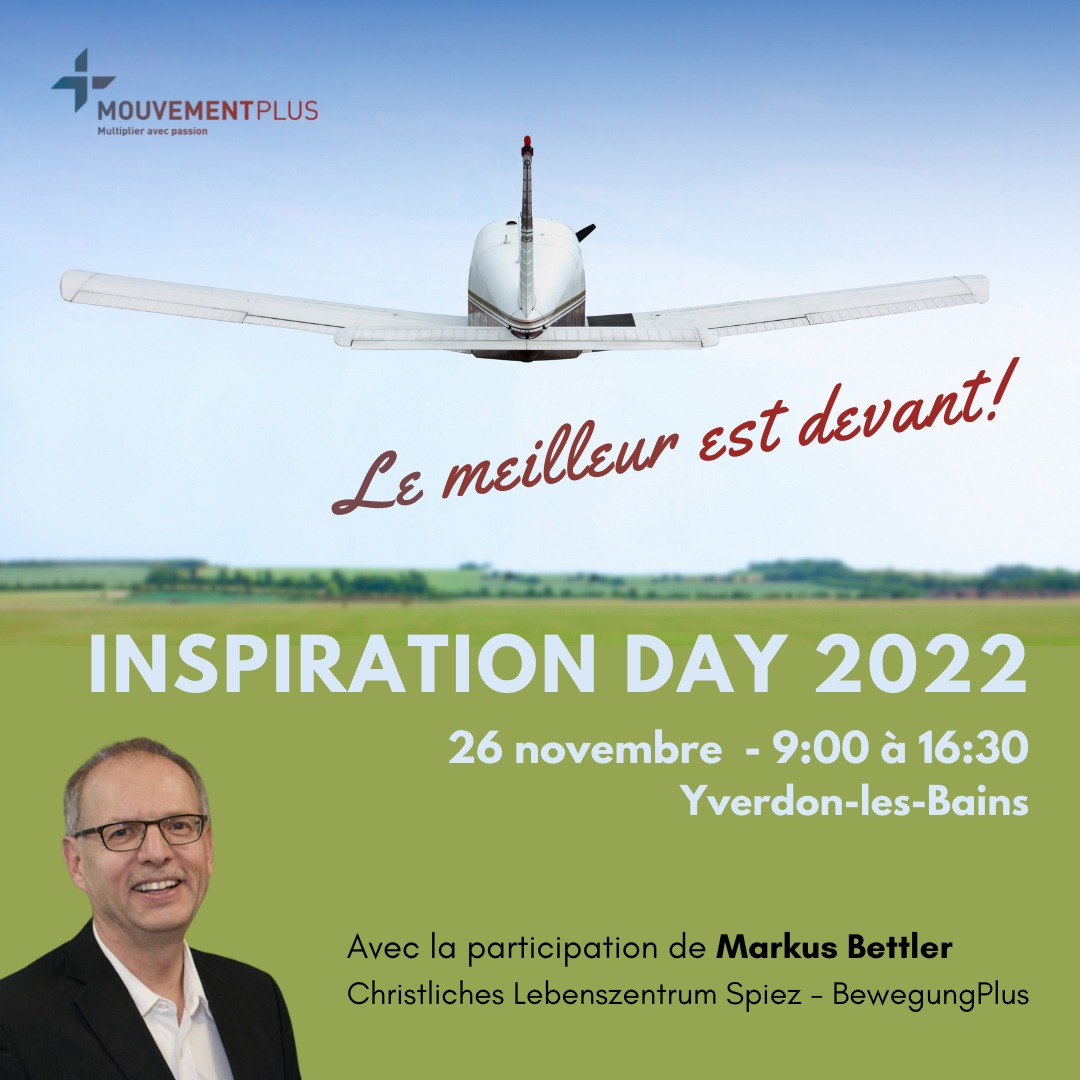 MOUVEMENTPLUS
Multiplier avec passion
Le meilleur est devant!
INSPIRATION DAY 2022
26 novembre - 9:00 à 16:30
Yverdon-les-Bains
Avec la participation de Markus Bettler
Christliches Lebenszentrum Spiez - BewegungPlus